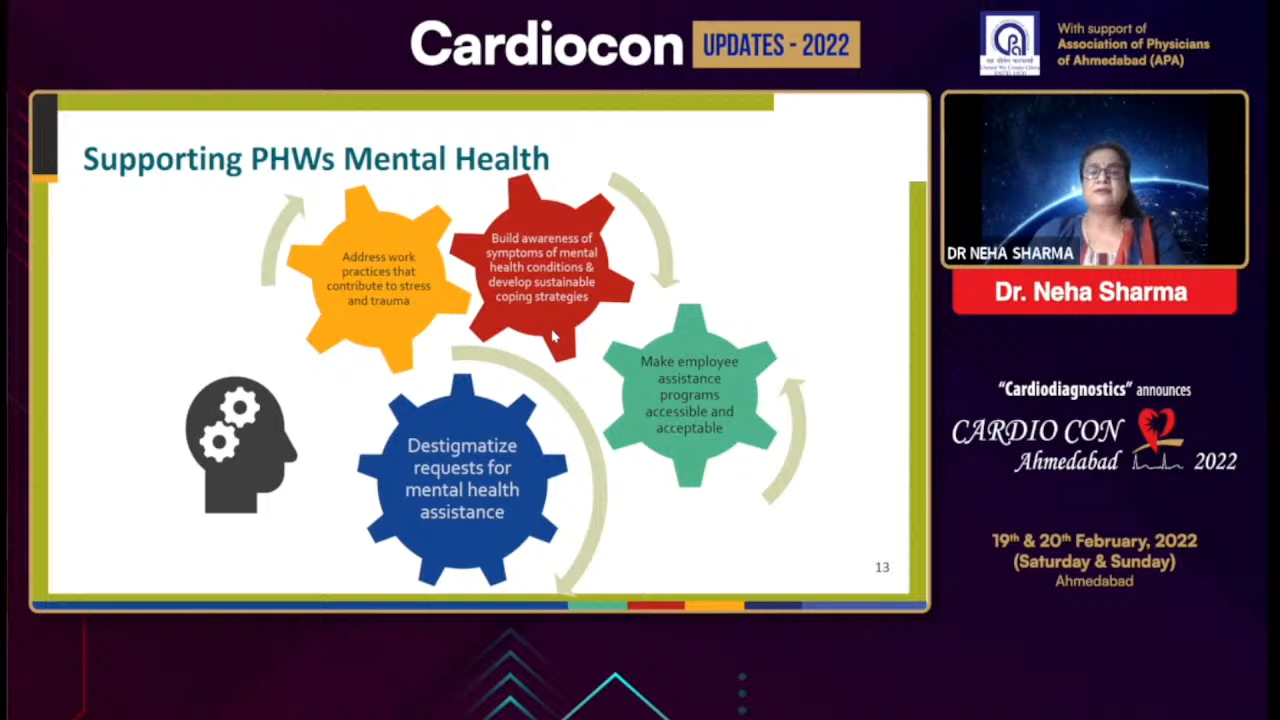 Cardiocon UPDATES - 2022
With support of
Association of Physicians
of Ahmedabad (APA)
Supporting PHWs Mental Health
Address work
practices that
contribute to stress
and trauma
Build awareness of
symptoms of mental
health conditions &
develop sustainable
coping strategies
Make employee
assistance
programs
accessible and
acceptable
Destigmatize
requests for
mental health
assistance
13
DR NEHA SHARMA
Dr. Neha Sharma
“Cardiodiagnostics” announces
CARDIO CON
Ahmedabad 2022
19th & 20th February, 2022
(Saturday & Sunday)
Ahmedabad